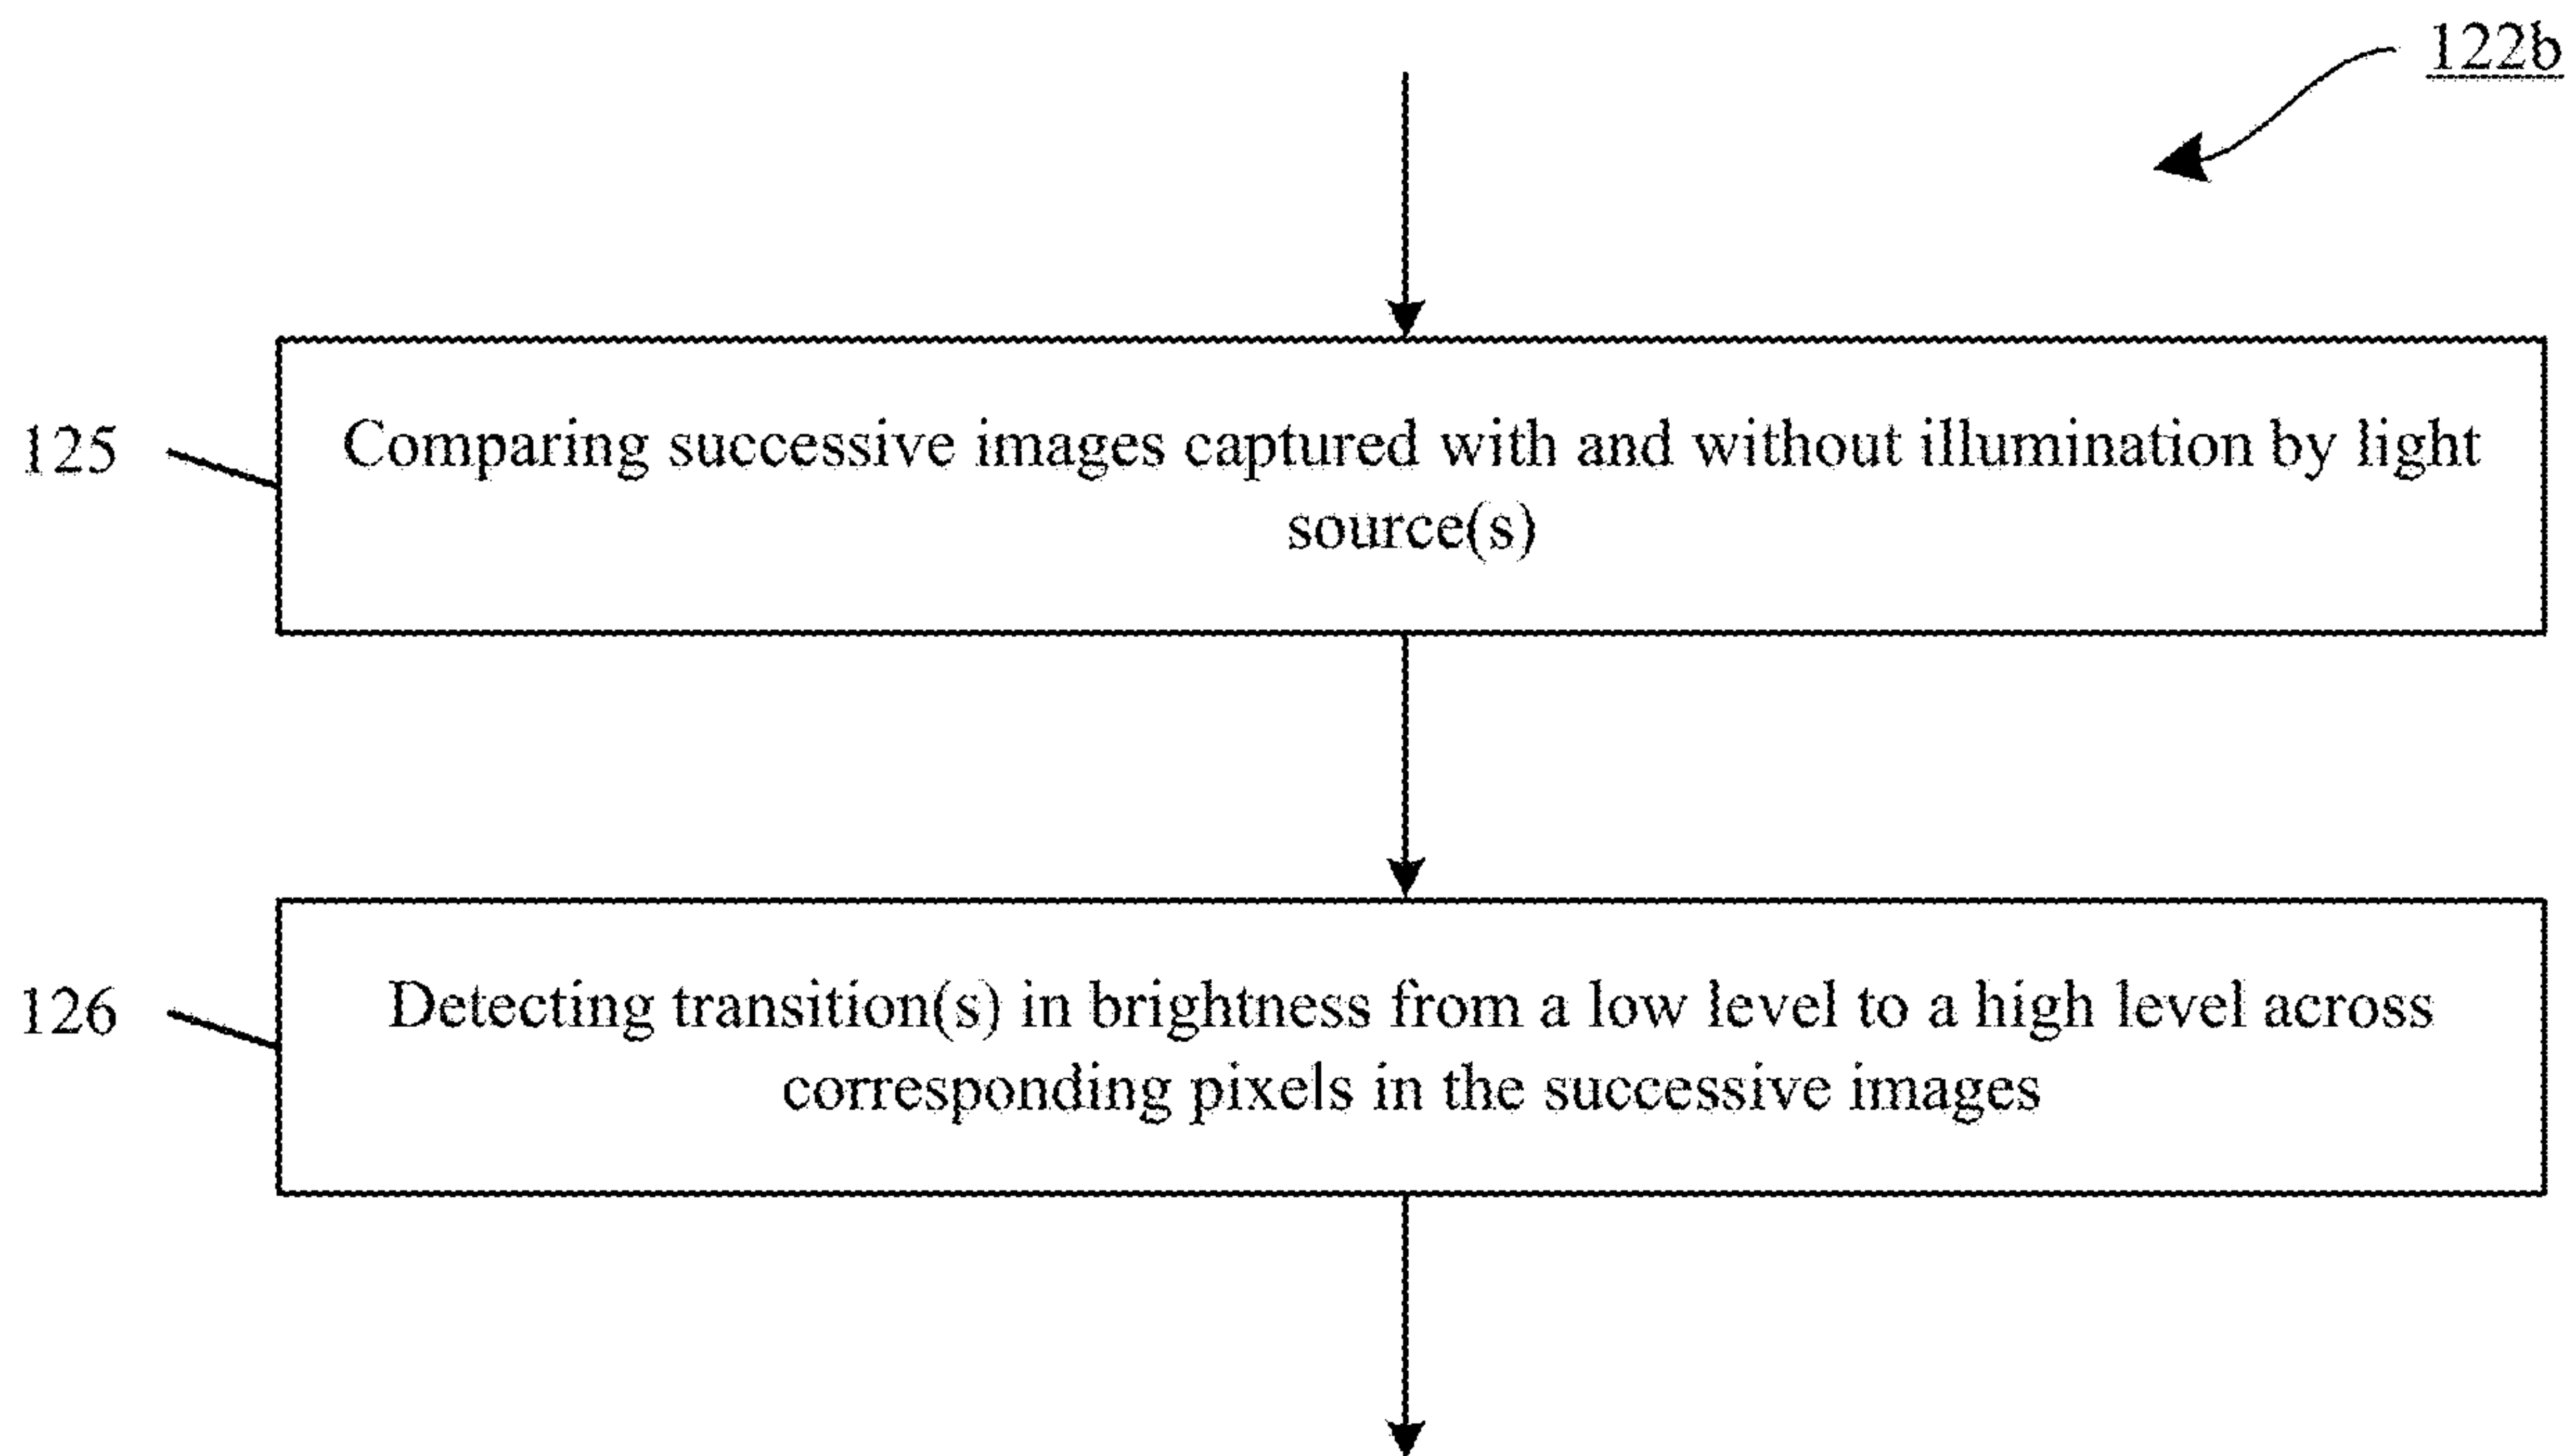 122b
125
Comparing successive images captured with and without illumination by light
source(s)
126
Detecting transition(s) in brightness from a low level to a high level across
corresponding pixels in the successive images